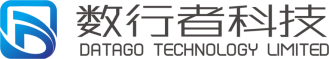 数行者科技
DATAGO TECHNOLOGY LIMITED